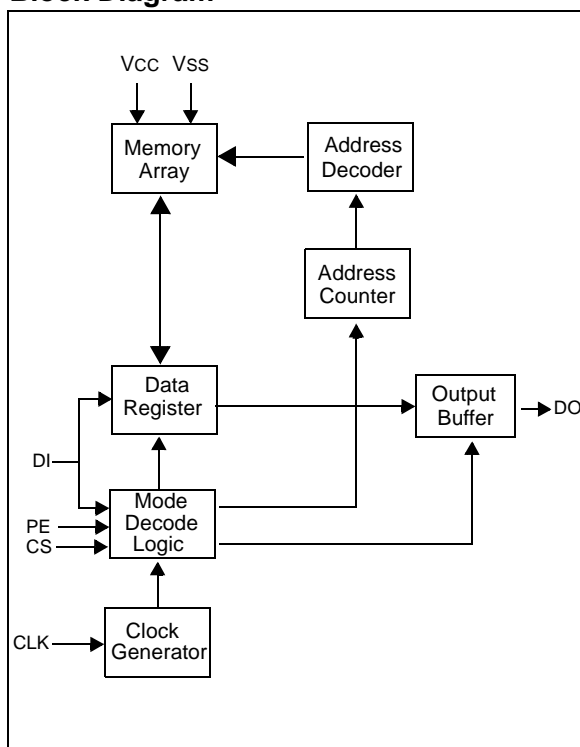 Block Diagram
VCC VSS
Memory
Array
Address
Decoder
Address
Counter
Data
Register
Output
Buffer
DO
DI
Mode
Decode
Logic
PE
CS
CLK
Clock
Generator